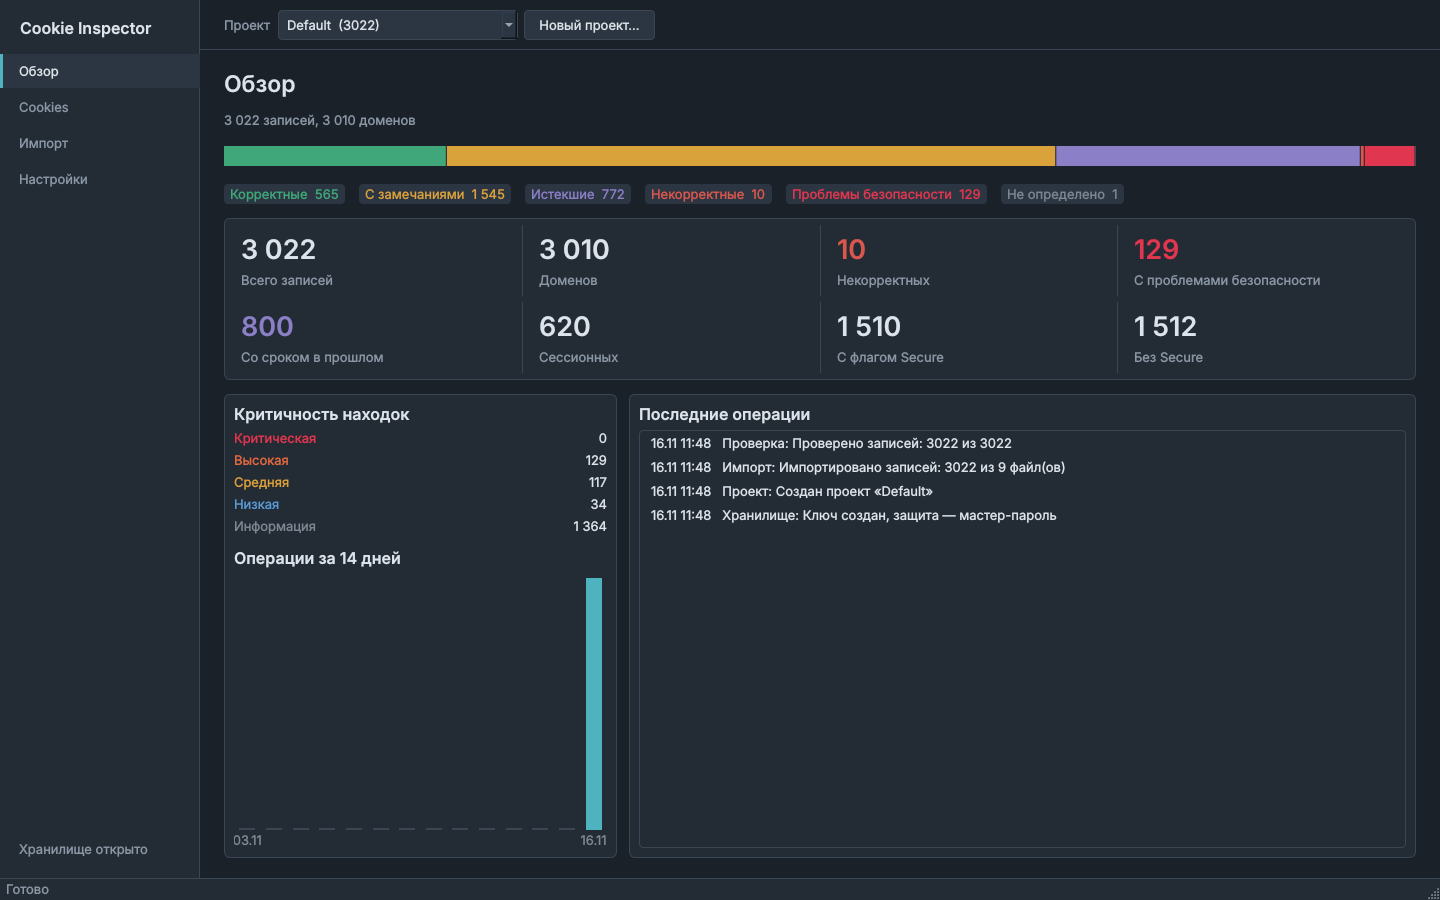 Cookie Inspector
Проект Default (3022) Новый проект...
Обзор
Cookies
Импорт
Настройки
Обзор
3 022 записей, 3 010 доменов
Корректные 565 С замечаниями 1 545 Истекшие 772 Некорректные 10 Проблемы безопасности 129 Не определено 1
3 022 3 010 10 129
Всего записей Доменов Некорректных С проблемами безопасности
800 620 1 510 1 512
Со сроком в прошлом Сессионных С флагом Secure Без Secure
Критичность находок
Критическая 0
Высокая 129
Средняя 117
Низкая 34
Информация 1 364
Операции за 14 дней
03.11 16.11
Последние операции
16.11 11:48 Проверка: Проверено записей: 3022 из 3022
16.11 11:48 Импорт: Импортировано записей: 3022 из 9 файл(ов)
16.11 11:48 Проект: Создан проект «Default»
16.11 11:48 Хранилище: Ключ создан, защита — мастер-пароль
Хранилище открыто
Готово